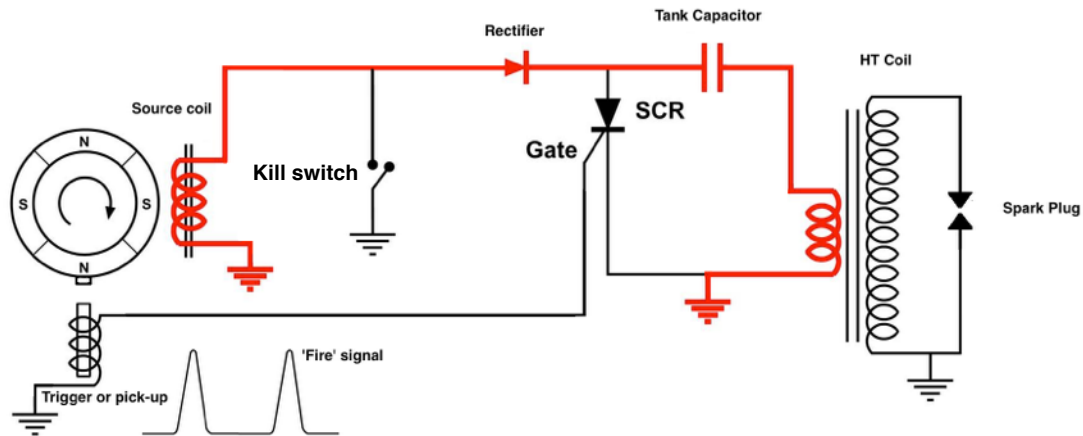 Tank Capacitor
Rectifier
HT Coil
Source coil
SCR
Gate
N
Kill switch
S
S
Spark Plug
N
'Fire' signal
Trigger or pick-up